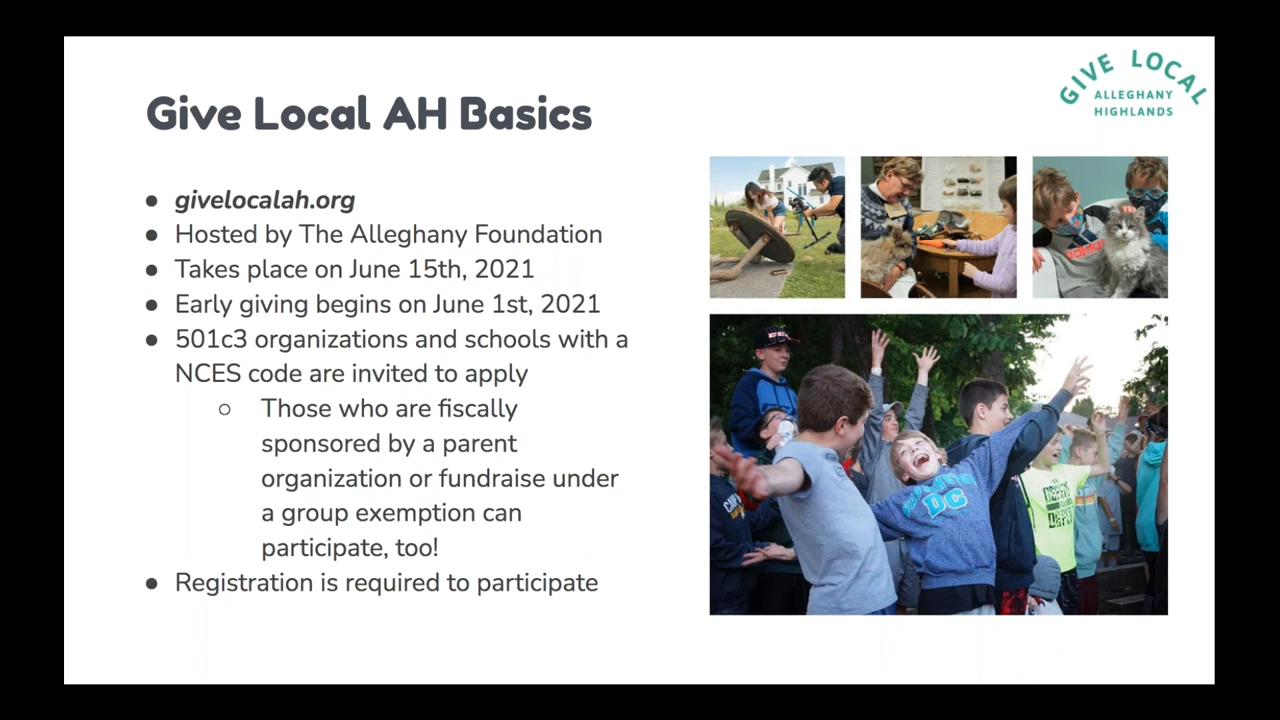 GIVE LOCAL
ALLEGHANY
HIGHLANDS
Give Local AH Basics
● givelocalah.org
● Hosted by The Alleghany Foundation
● Takes place on June 15th, 2021
● Early giving begins on June 1st, 2021
● 501c3 organizations and schools with a
NCES code are invited to apply
○ Those who are fiscally
sponsored by a parent
organization or fundraise under
a group exemption can
participate, too!
● Registration is required to participate
DC